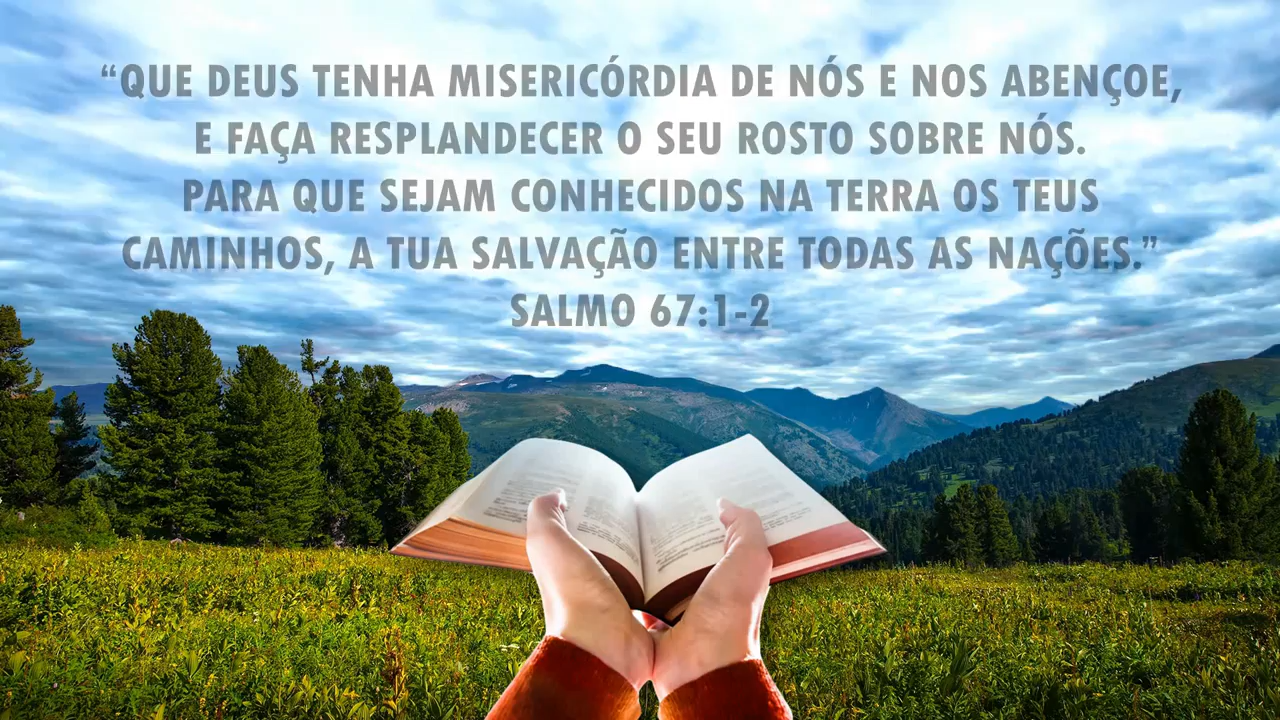 “QUE DEUS TENHA MISERICÓRDIA DE NÓS E NOS ABENÇOE,
E FAÇA RESPLANDECER O SEU ROSTO SOBRE NÓS.
PARA QUE SEJAM CONHECIDOS NA TERRA OS TEUS
CAMINHOS, A TUA SALVAÇÃO ENTRE TODAS AS NAÇÕES.”
SALMO 67:1-2